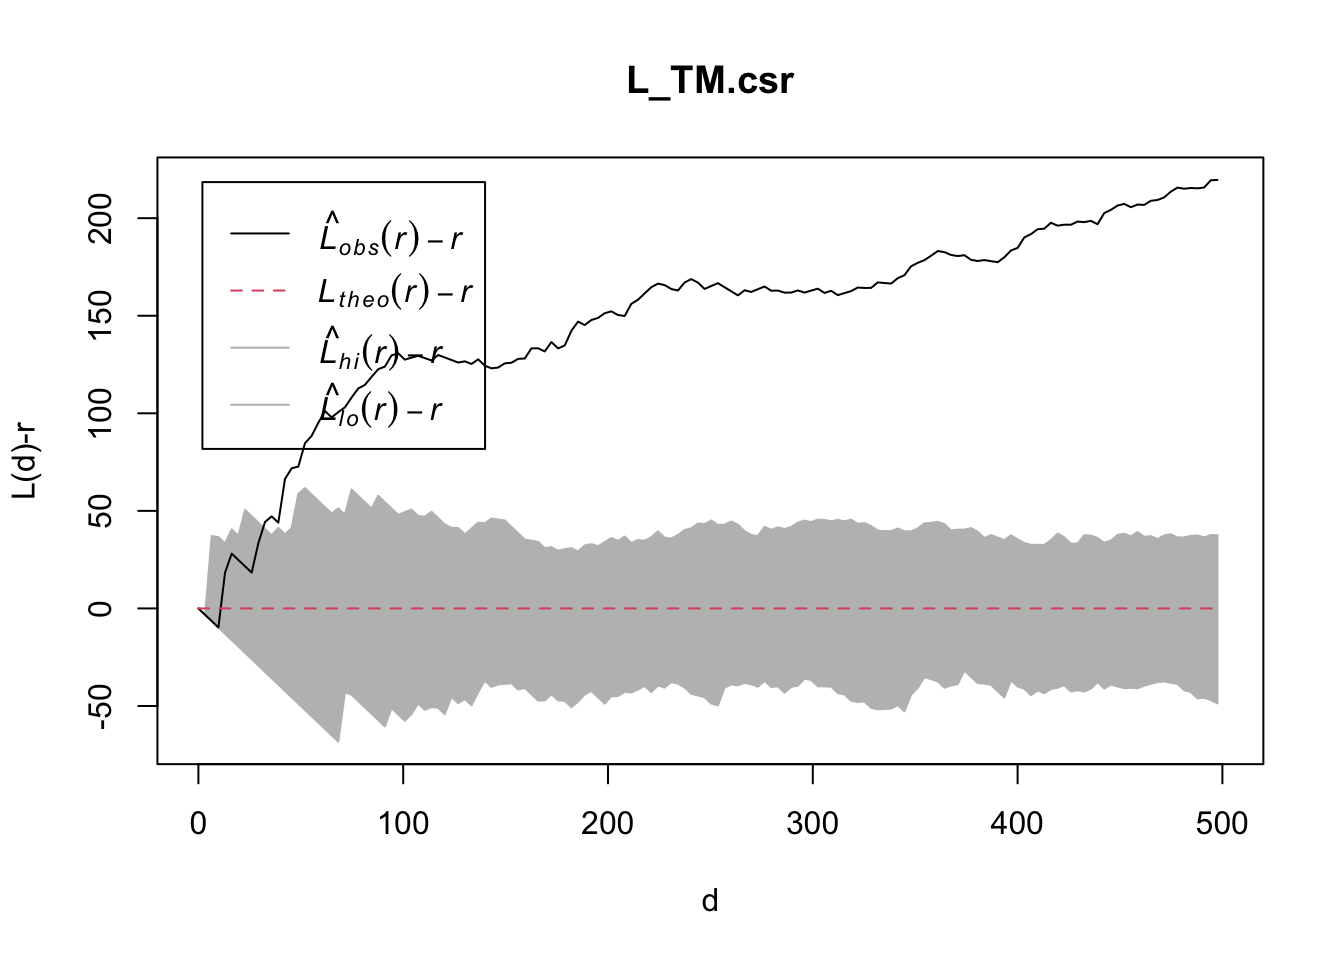 L_TM.csr
L(d)-r
200
150
100
50
0
-50
L̂obs(r) − r
Ltheo(r) − r
L̂hi(r) − r
L̂lo(r) − r
0 100 200 300 400 500
d